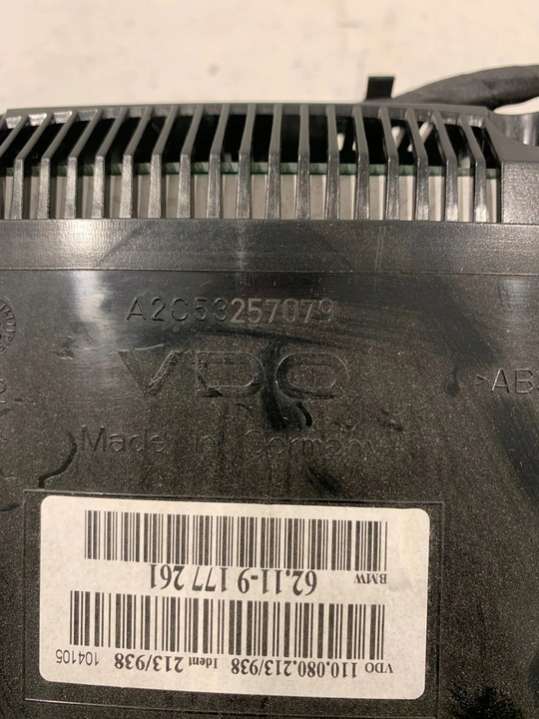 A2C53257079
VDO
Made in Germany
>AB
VDO 110.080.213/938 Ident 213/938 104105
BMW 62.11-9 177 261